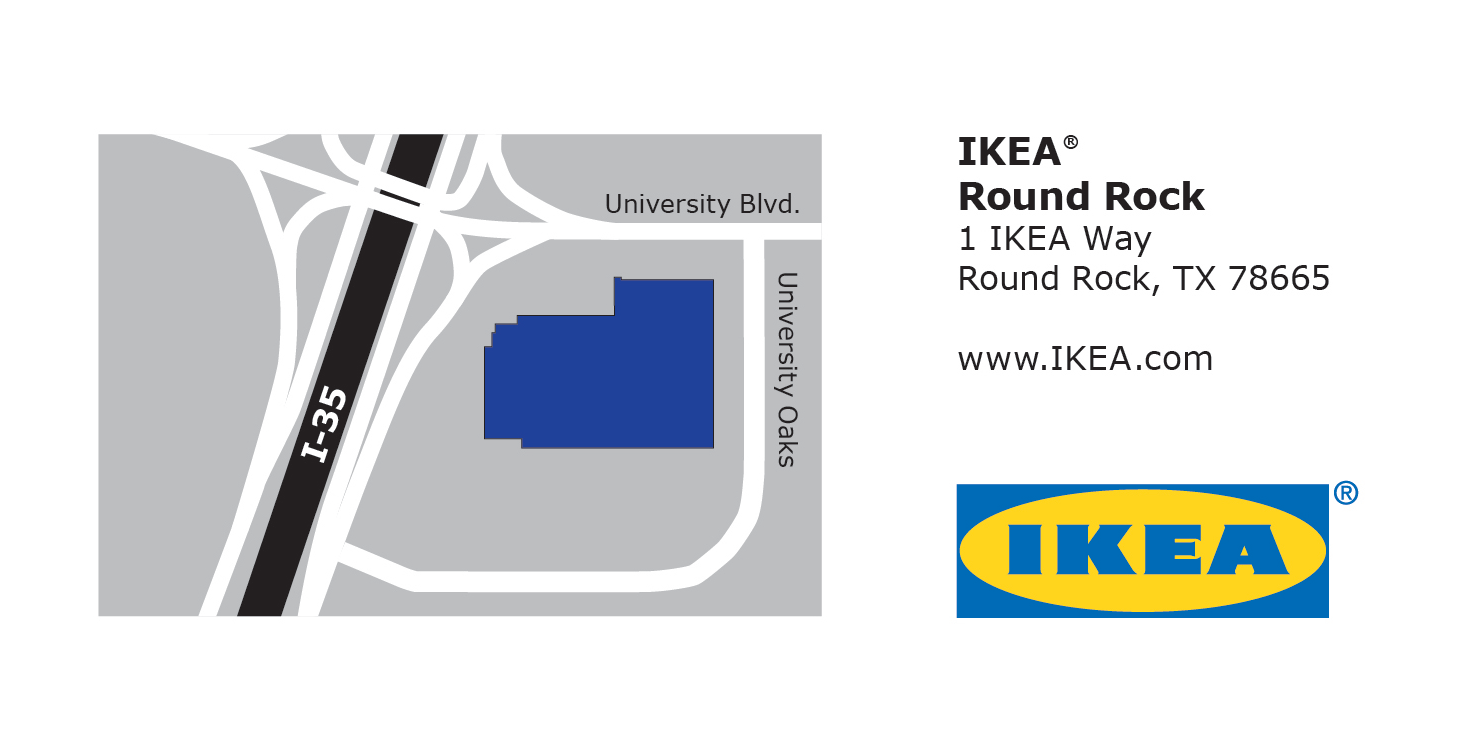 University Blvd.
University Oaks
I-35
IKEA®
Round Rock
1 IKEA Way
Round Rock, TX 78665
www.IKEA.com
IKEA®